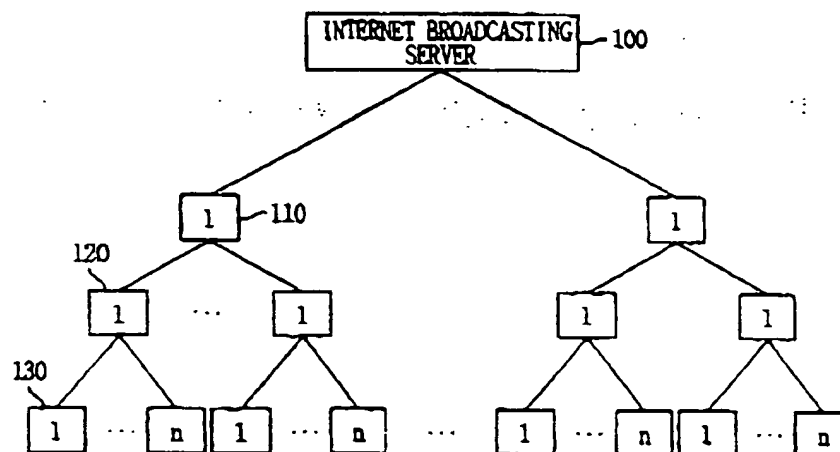 INTERNET BROADCASTING
SERVER
100
1 110 1
120
1 ... 1 1 1
130
1 ... n 1 ... n ... 1 ... n 1 ... n